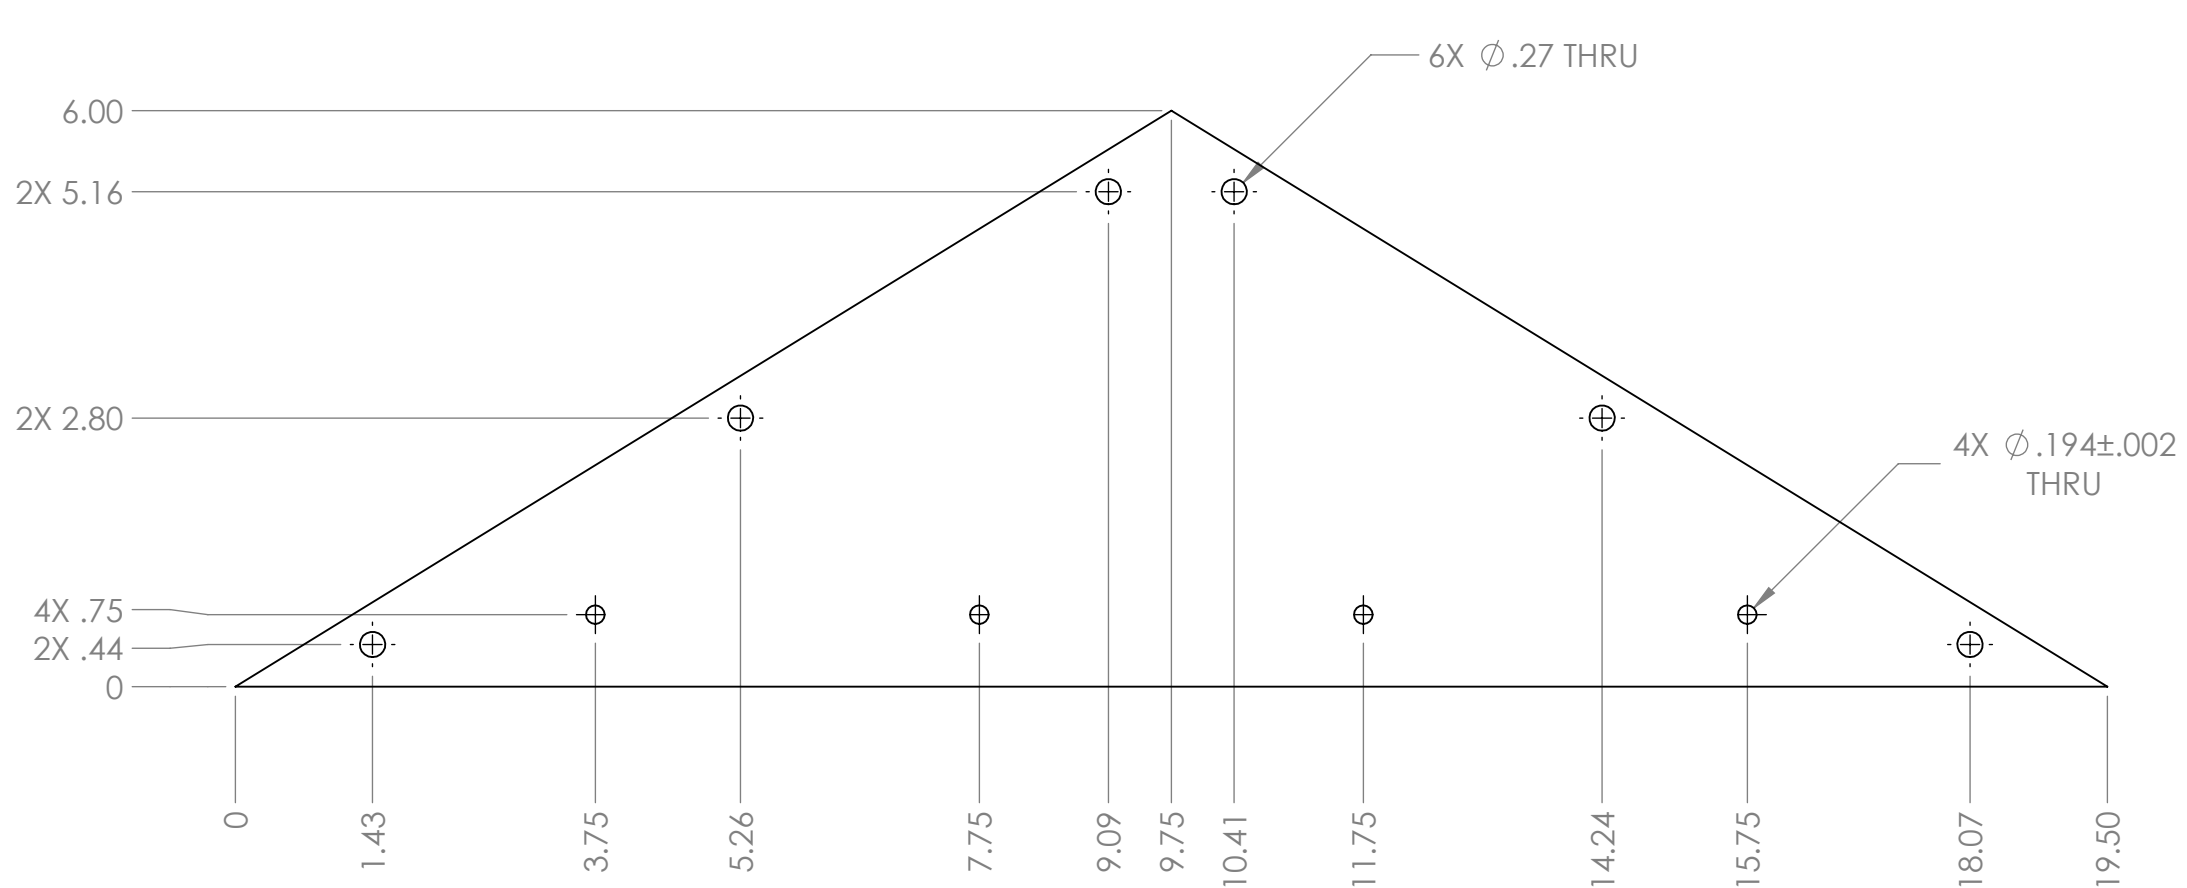 6X ∅.27 THRU
6.00
2X 5.16
2X 2.80
4X ∅.194±.002
THRU
4X .75
2X .44
0
0
1.43
3.75
5.26
7.75
9.09
9.75
10.41
11.75
14.24
15.75
18.07
19.50